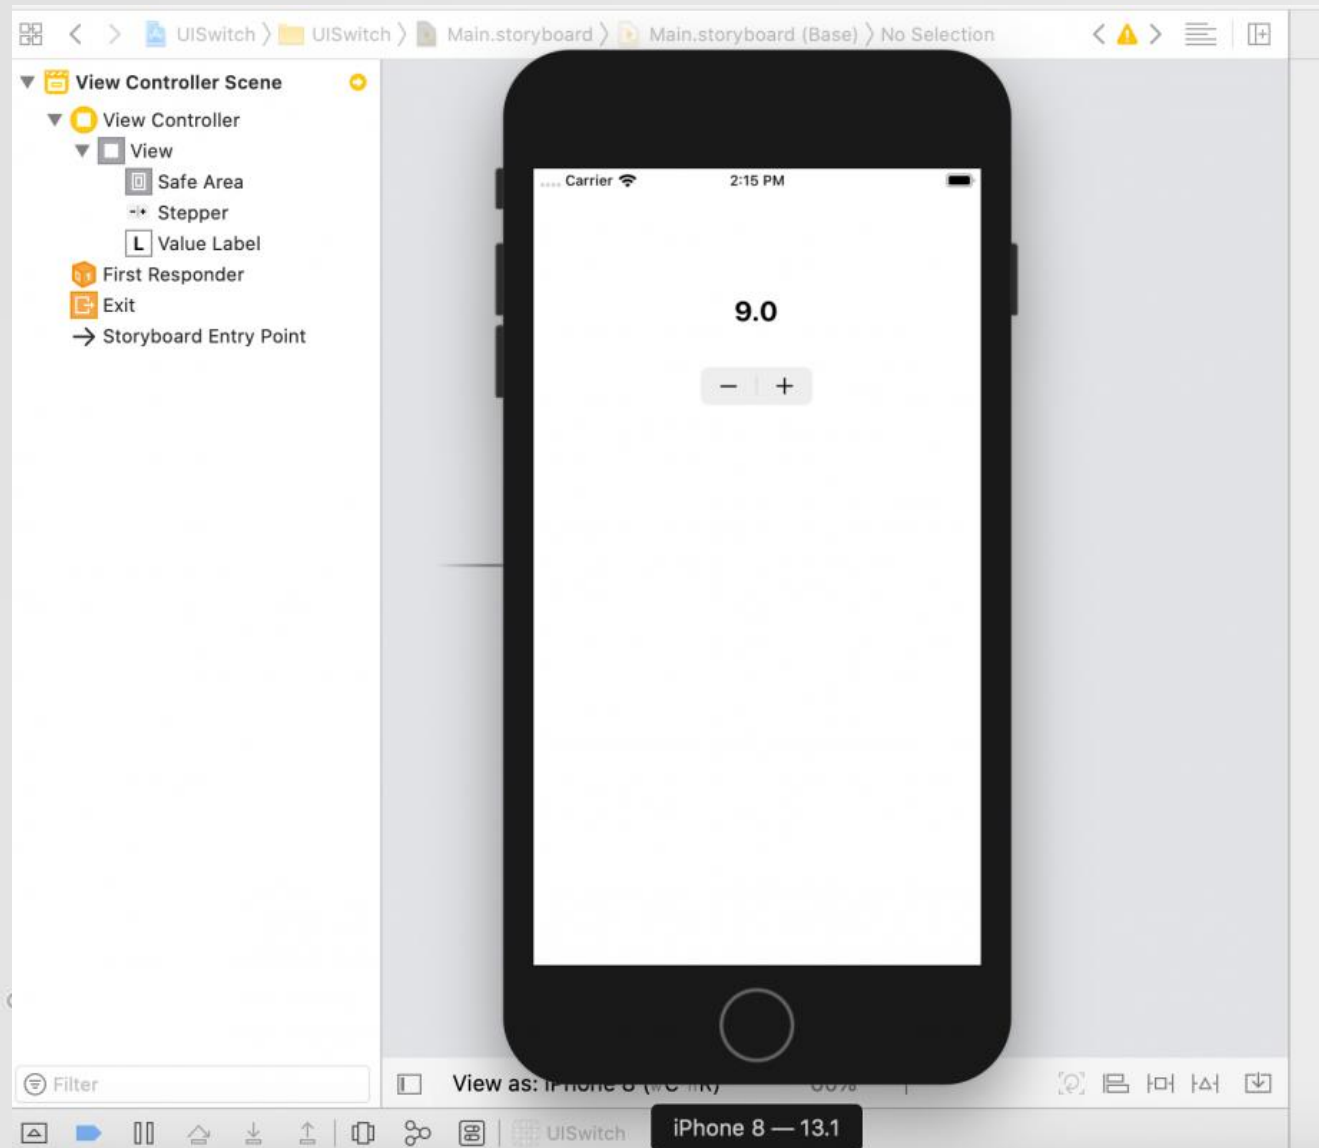 UISwitch UISwitch Main.storyboard Main.storyboard (Base) No Selection
View Controller Scene
View Controller
View
Safe Area
Stepper
L Value Label
First Responder
Exit
Storyboard Entry Point
Carrier 2:15 PM
9.0
− +
Filter
View as: iPhone 8
UISwitch
iPhone 8 — 13.1